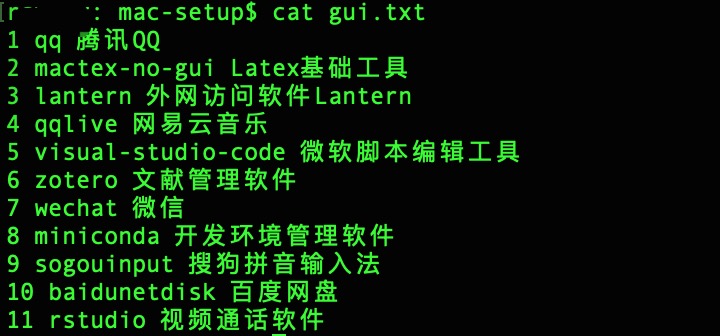 : mac-setup$ cat gui.txt
1 qq 腾讯QQ
2 mactex-no-gui Latex基础工具
3 lantern 外网访问软件Lantern
4 qqlive 网易云音乐
5 visual-studio-code 微软脚本编辑工具
6 zotero 文献管理软件
7 wechat 微信
8 miniconda 开发环境管理软件
9 sogouinput 搜狗拼音输入法
10 baidunetdisk 百度网盘
11 rstudio 视频通话软件